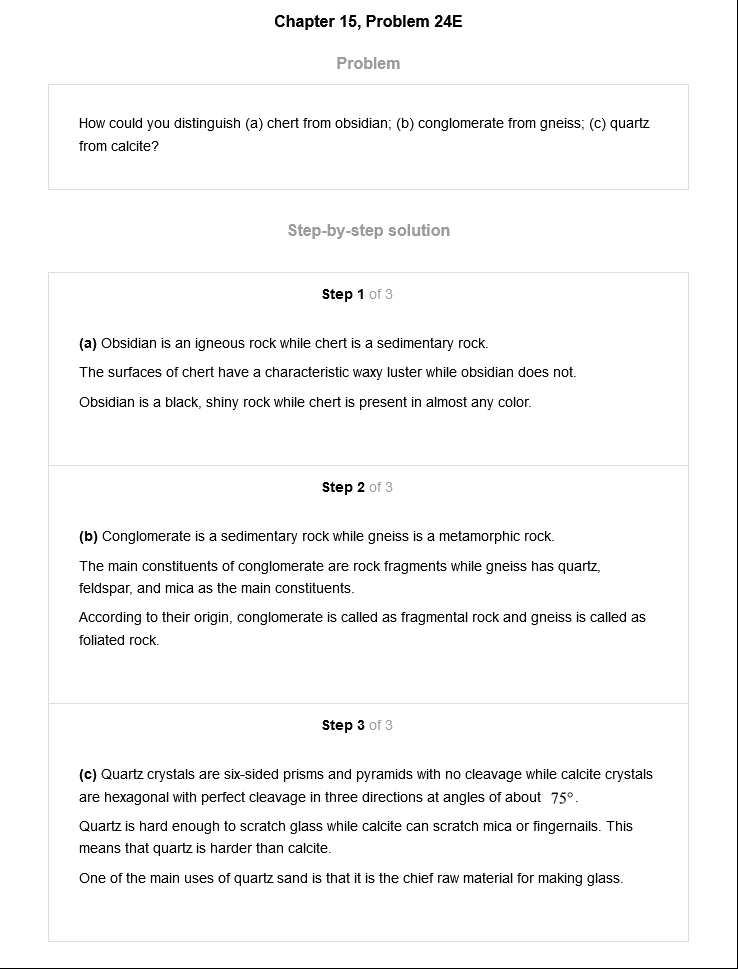 Chapter 15, Problem 24E
Problem
How could you distinguish (a) chert from obsidian; (b) conglomerate from gneiss; (c) quartz
from calcite?
Step-by-step solution
Step 1 of 3
(a) Obsidian is an igneous rock while chert is a sedimentary rock.
The surfaces of chert have a characteristic waxy luster while obsidian does not.
Obsidian is a black, shiny rock while chert is present in almost any color.
Step 2 of 3
(b) Conglomerate is a sedimentary rock while gneiss is a metamorphic rock.
The main constituents of conglomerate are rock fragments while gneiss has quartz,
feldspar, and mica as the main constituents.
According to their origin, conglomerate is called as fragmental rock and gneiss is called as
foliated rock.
Step 3 of 3
(c) Quartz crystals are six-sided prisms and pyramids with no cleavage while calcite crystals
are hexagonal with perfect cleavage in three directions at angles of about 75°.
Quartz is hard enough to scratch glass while calcite can scratch mica or fingernails. This
means that quartz is harder than calcite.
One of the main uses of quartz sand is that it is the chief raw material for making glass.